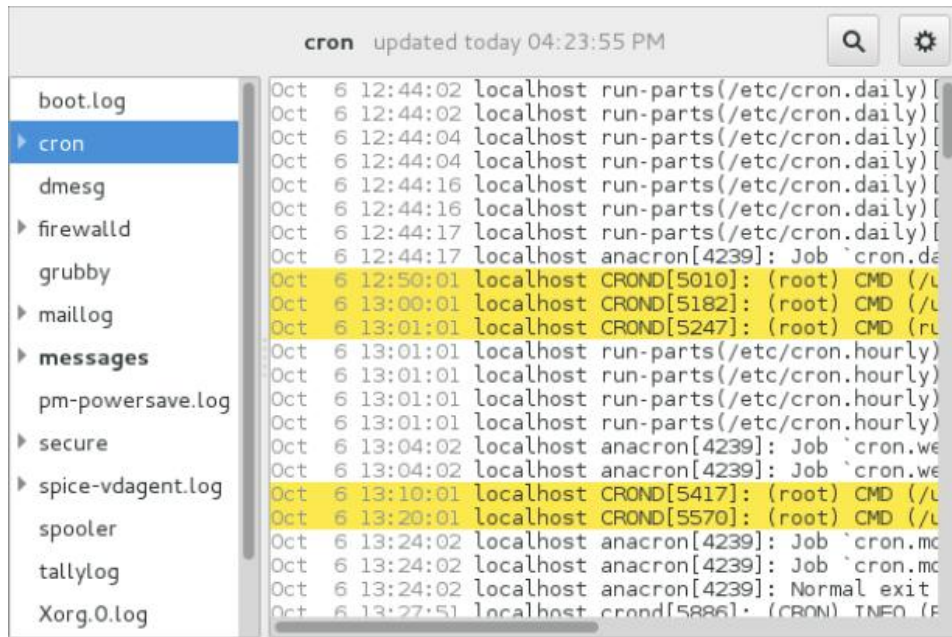 cron updated today 04:23:55 PM
boot.log
cron
dmesg
firewalld
grubby
maillog
messages
pm-powersave.log
secure
spice-vdagent.log
spooler
tallylog
Xorg.0.log
Oct 6 12:44:02 localhost run-parts(/etc/cron.daily)[
Oct 6 12:44:02 localhost run-parts(/etc/cron.daily)[
Oct 6 12:44:04 localhost run-parts(/etc/cron.daily)[
Oct 6 12:44:04 localhost run-parts(/etc/cron.daily)[
Oct 6 12:44:16 localhost run-parts(/etc/cron.daily)[
Oct 6 12:44:16 localhost run-parts(/etc/cron.daily)[
Oct 6 12:44:17 localhost run-parts(/etc/cron.daily)[
Oct 6 12:44:17 localhost anacron[4239]: Job `cron.da
Oct 6 12:50:01 localhost CROND[5010]: (root) CMD (/u
Oct 6 13:00:01 localhost CROND[5182]: (root) CMD (/u
Oct 6 13:01:01 localhost CROND[5247]: (root) CMD (ru
Oct 6 13:01:01 localhost run-parts(/etc/cron.hourly)
Oct 6 13:01:01 localhost run-parts(/etc/cron.hourly)
Oct 6 13:01:01 localhost run-parts(/etc/cron.hourly)
Oct 6 13:01:01 localhost run-parts(/etc/cron.hourly)
Oct 6 13:04:02 localhost anacron[4239]: Job `cron.we
Oct 6 13:04:02 localhost anacron[4239]: Job `cron.we
Oct 6 13:10:01 localhost CROND[5417]: (root) CMD (/u
Oct 6 13:20:01 localhost CROND[5570]: (root) CMD (/u
Oct 6 13:24:02 localhost anacron[4239]: Job `cron.mo
Oct 6 13:24:02 localhost anacron[4239]: Job `cron.mo
Oct 6 13:24:02 localhost anacron[4239]: Normal exit
Oct 6 13:27:51 localhost crond[5886]: (CRON) INFO